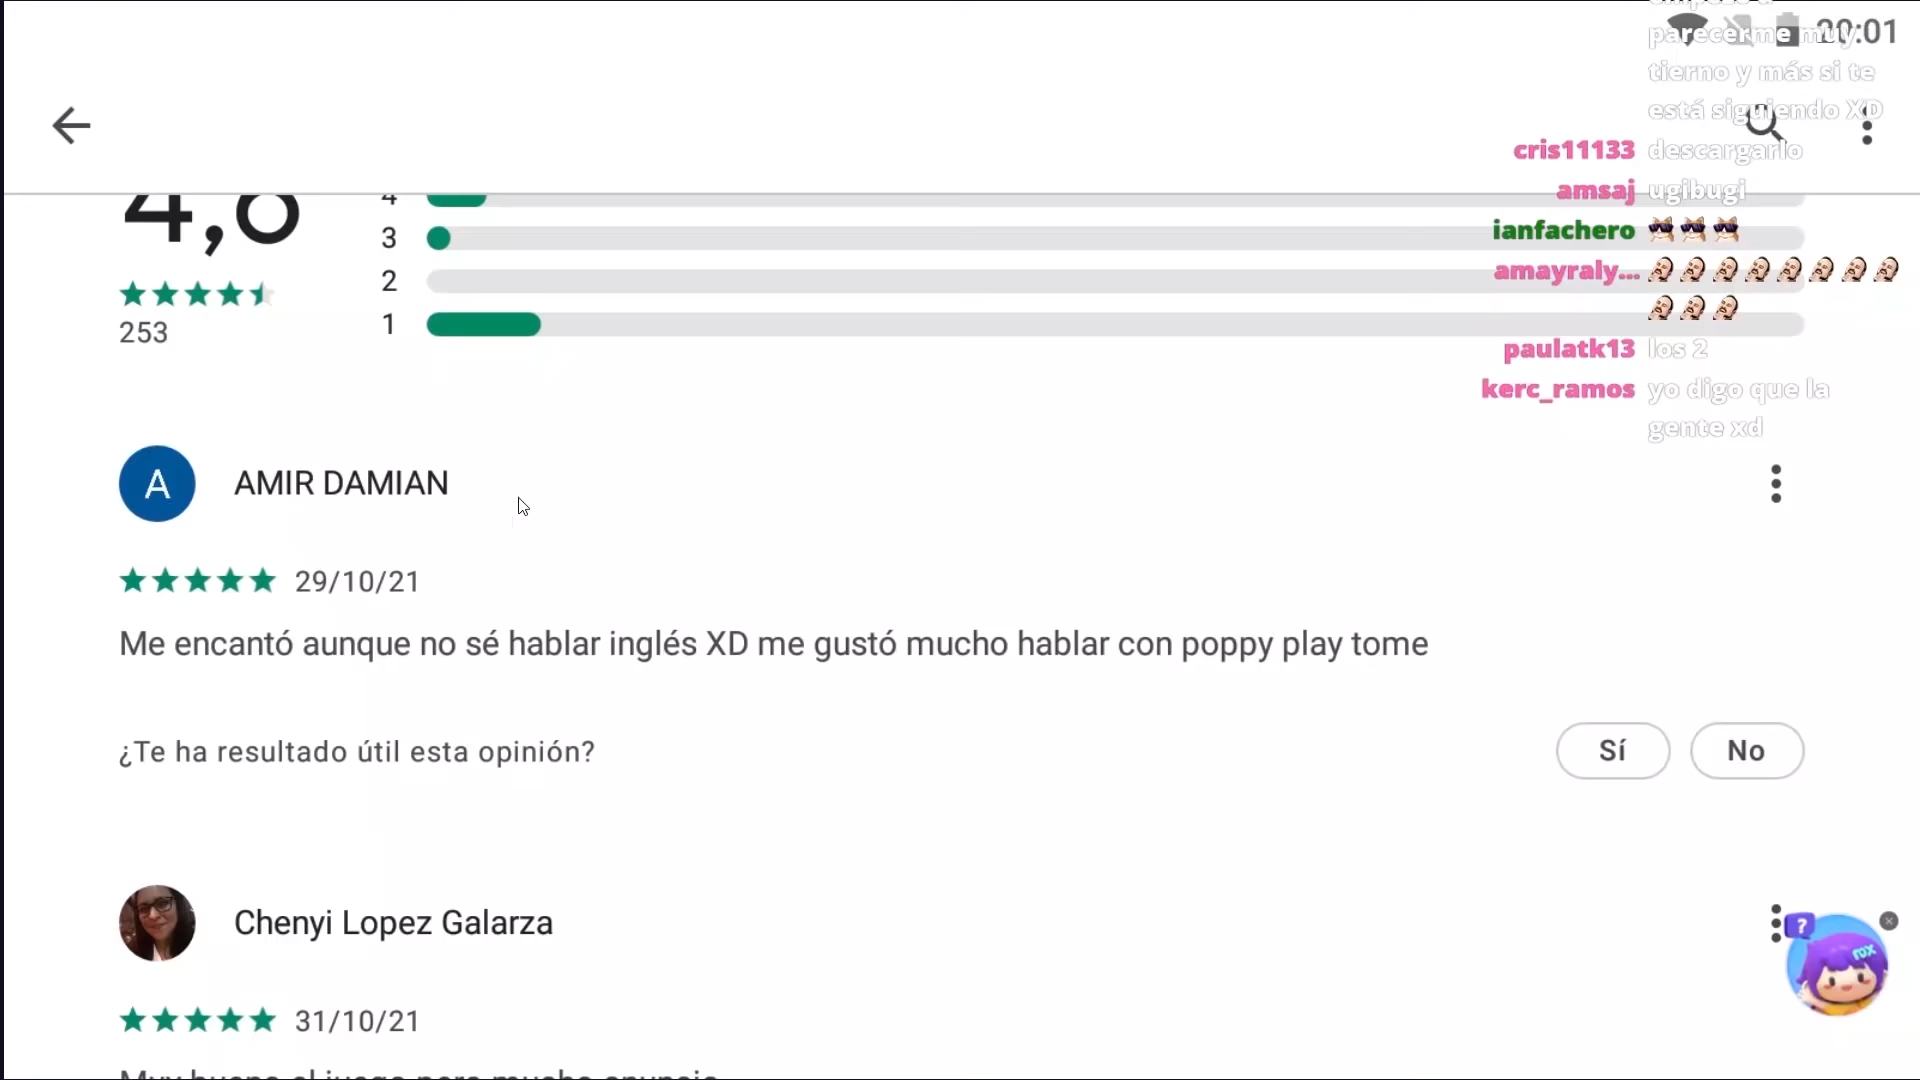 parecerme muy
20:01
tierno y más si te
está siguiendo XD
cris11133 descargarlo
amsaj ugibugi
4
ianfachero
3
amayraly...
2
253
1
paulatk13 los 2
kerc_ramos yo digo que la
gente xd
A AMIR DAMIAN
29/10/21
Me encantó aunque no sé hablar inglés XD me gustó mucho hablar con poppy play tome
¿Te ha resultado útil esta opinión? Sí No
Chenyi Lopez Galarza
?
rox
31/10/21